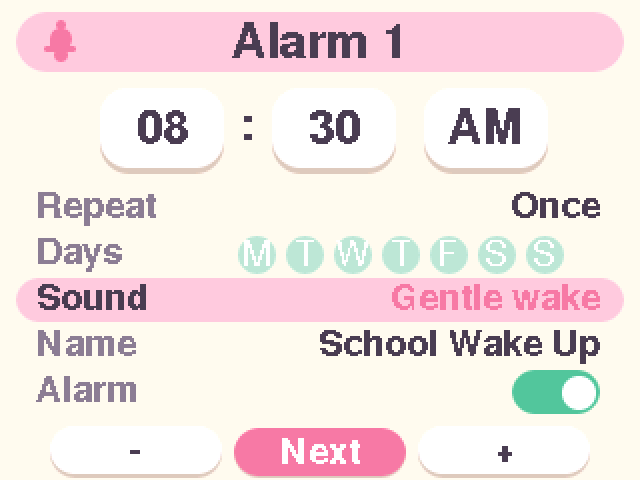 Alarm 1
08 : 30 AM
Repeat Once
Days M T W T F S S
Sound Gentle wake
Name School Wake Up
Alarm
- Next +